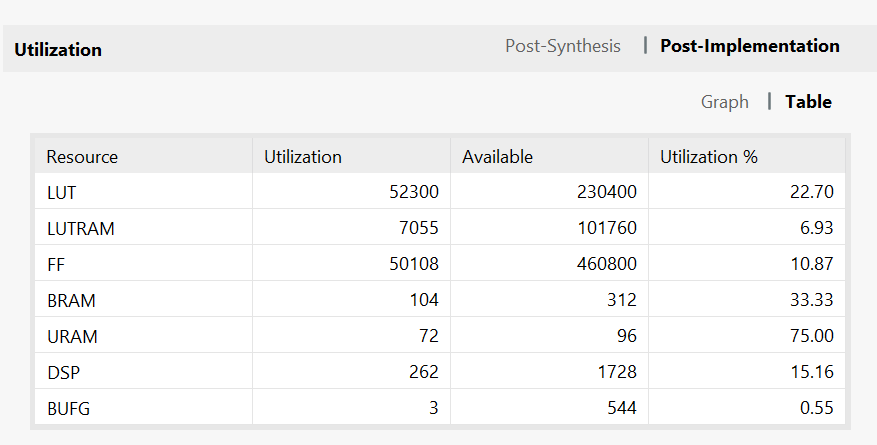 Utilization Post-Synthesis | Post-Implementation
Graph | Table
Resource Utilization Available Utilization %
LUT 52300 230400 22.70
LUTRAM 7055 101760 6.93
FF 50108 460800 10.87
BRAM 104 312 33.33
URAM 72 96 75.00
DSP 262 1728 15.16
BUFG 3 544 0.55